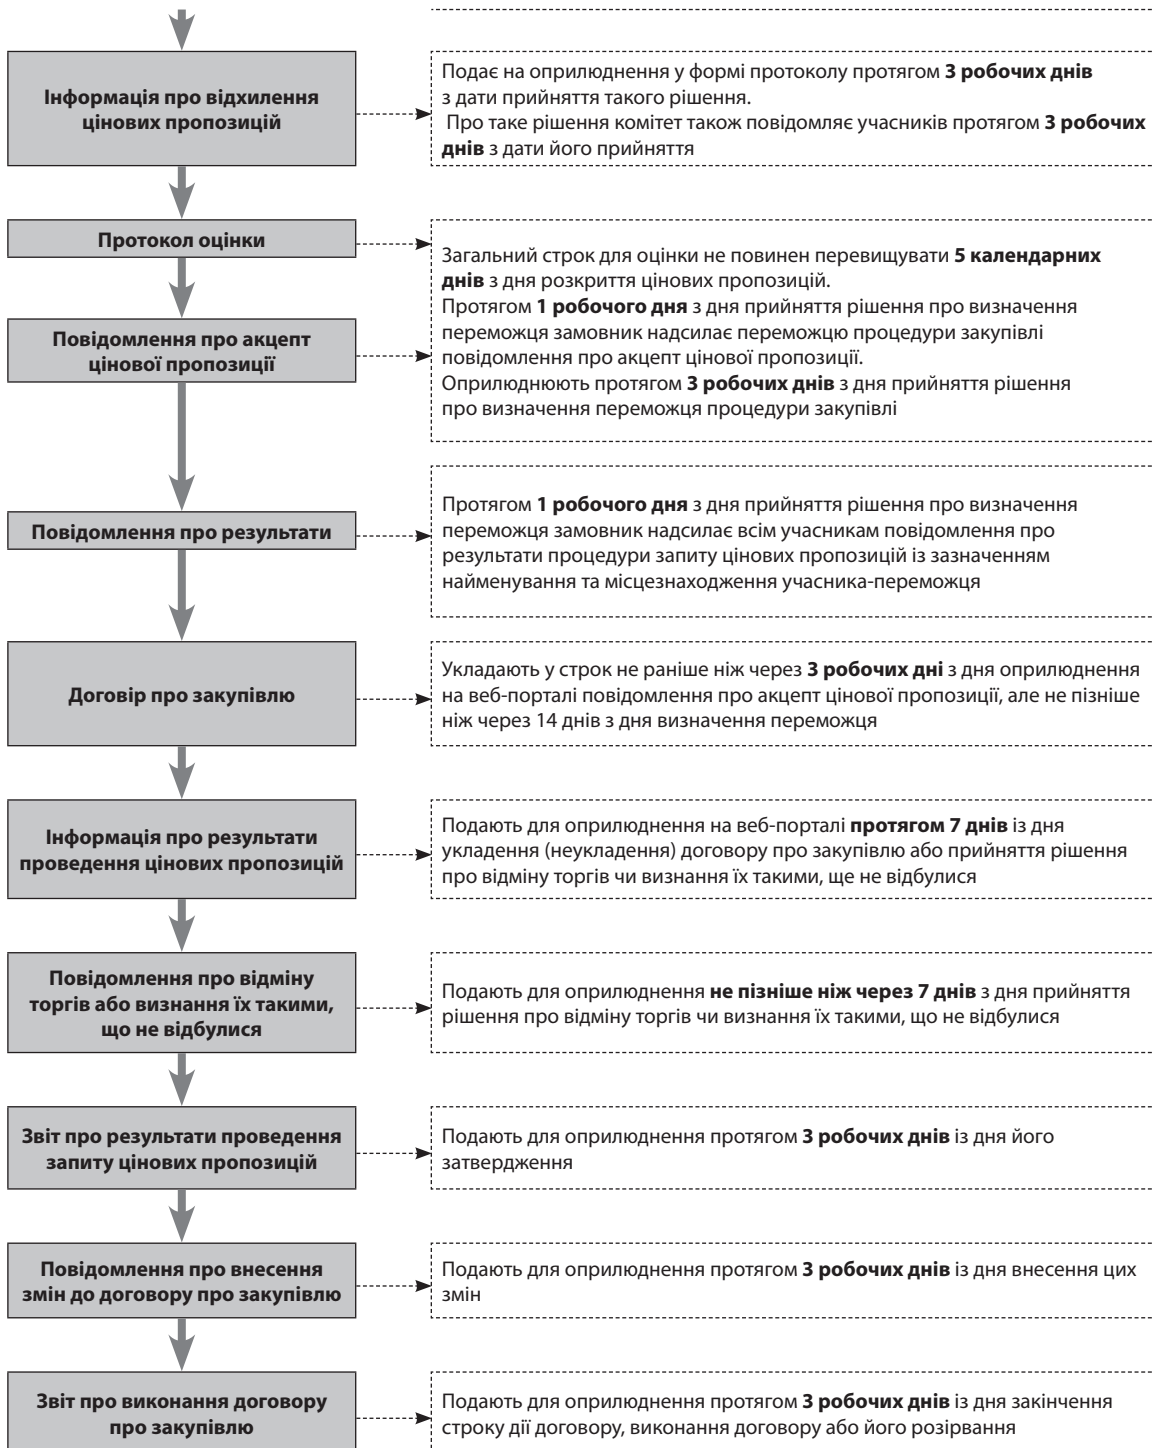 Інформація про відхилення
цінових пропозицій
Подає на оприлюднення у формі протоколу протягом 3 робочих днів
з дати прийняття такого рішення.
Про таке рішення комітет також повідомляє учасників протягом 3 робочих
днів з дати його прийняття
Протокол оцінки
Повідомлення про акцепт
цінової пропозиції
Загальний строк для оцінки не повинен перевищувати 5 календарних
днів з дня розкриття цінових пропозицій.
Протягом 1 робочого дня з дня прийняття рішення про визначення
переможця замовник надсилає переможцю процедури закупівлі
повідомлення про акцепт цінової пропозиції.
Оприлюднюють протягом 3 робочих днів з дня прийняття рішення
про визначення переможця процедури закупівлі
Повідомлення про результати
Протягом 1 робочого дня з дня прийняття рішення про визначення
переможця замовник надсилає всім учасникам повідомлення про
результати процедури запиту цінових пропозицій із зазначенням
найменування та місцезнаходження учасника-переможця
Договір про закупівлю
Укладають у строк не раніше ніж через 3 робочих дні з дня оприлюднення
на веб-порталі повідомлення про акцепт цінової пропозиції, але не пізніше
ніж через 14 днів з дня визначення переможця
Інформація про результати
проведення цінових пропозицій
Подають для оприлюднення на веб-порталі протягом 7 днів із дня
укладення (неукладення) договору про закупівлю або прийняття рішення
про відміну торгів чи визнання їх такими, ще не відбулися
Повідомлення про відміну
торгів або визнання їх такими,
що не відбулися
Подають для оприлюднення не пізніше ніж через 7 днів з дня прийняття
рішення про відміну торгів чи визнання їх такими, що не відбулися
Звіт про результати проведення
запиту цінових пропозицій
Подають для оприлюднення протягом 3 робочих днів із дня його
затвердження
Повідомлення про внесення
змін до договору про закупівлю
Подають для оприлюднення протягом 3 робочих днів із дня внесення цих
змін
Звіт про виконання договору
про закупівлю
Подають для оприлюднення протягом 3 робочих днів із дня закінчення
строку дії договору, виконання договору або його розірвання